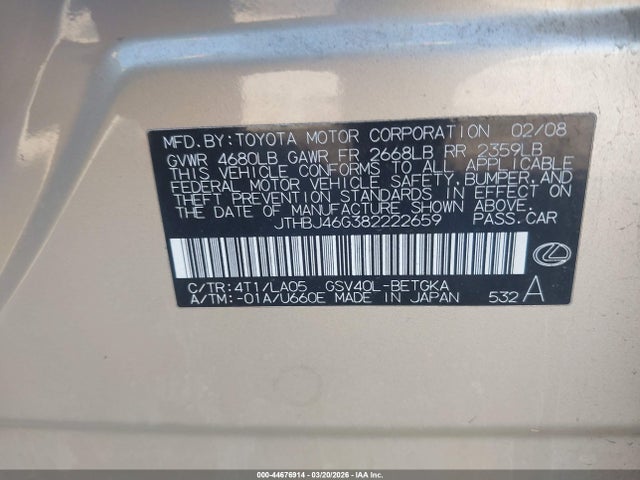 MFD. BY: TOYOTA MOTOR CORPORATION 02/08
GVWR 4680LB GAWR FR 2668LB RR 2359LB
THIS VEHICLE CONFORMS TO ALL APPLICABLE
FEDERAL MOTOR VEHICLE SAFETY, BUMPER, AND
THEFT PREVENTION STANDARDS IN EFFECT ON
THE DATE OF MANUFACTURE SHOWN ABOVE.
JTHBJ46G382222659 PASS. CAR
C/TR: 4T1/LA05 GSV40L-BETGKA
A/TM: -01A/U660E MADE IN JAPAN 532 A
000-44676914 | 03/20/2026 - IAA Inc.